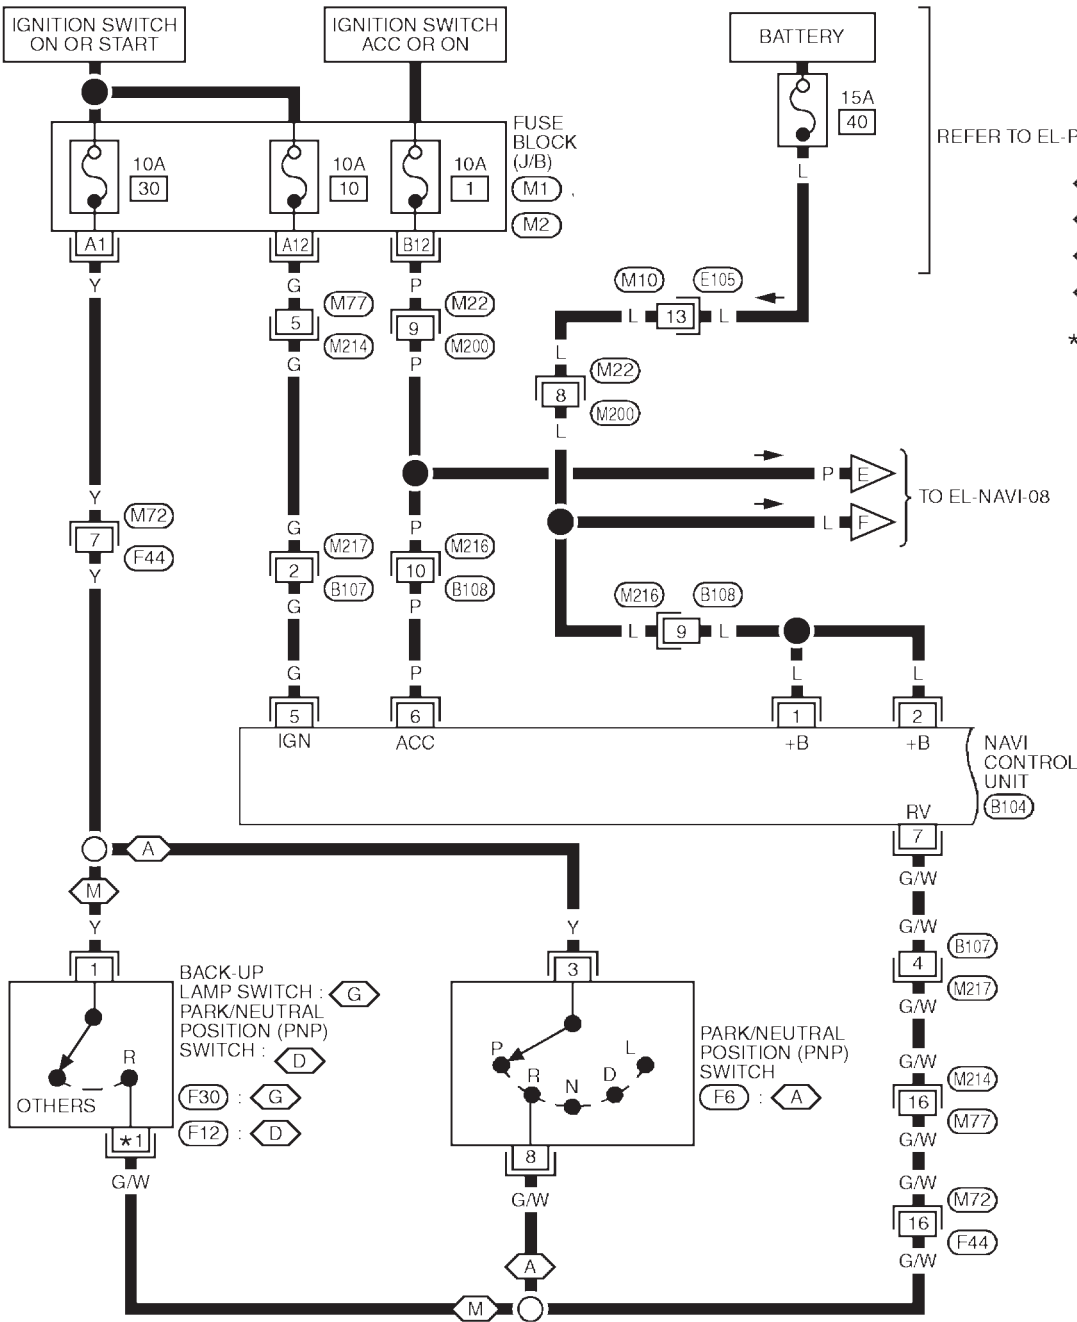 IGNITION SWITCH
ON OR START
IGNITION SWITCH
ACC OR ON
BATTERY
15A
40
REFER TO EL-P
FUSE
BLOCK
(J/B)
M1
M2
10A
30
10A
10
10A
1
A1
A12
B12
Y
G
P
L
M10
E105
L
13
L
5
M77
M214
9
M22
M200
G
P
L
8
M22
M200
L
P
E
L
F
TO EL-NAVI-08
Y
7
M72
F44
Y
G
2
M217
B107
G
P
10
M216
B108
P
M216
B108
L
9
L
G
P
L
L
5
6
1
2
IGN
ACC
+B
+B
NAVI
CONTROL
UNIT
B104
RV
7
G/W
A
M
Y
Y
G/W
4
B107
M217
G/W
1
3
BACK-UP
LAMP SWITCH : G
PARK/NEUTRAL
POSITION (PNP)
SWITCH : D
F30 : G
F12 : D
R
OTHERS
*1
G/W
P
R
N
D
L
PARK/NEUTRAL
POSITION (PNP)
SWITCH
F6 : A
8
G/W
G/W
16
M214
M77
G/W
G/W
16
M72
F44
G/W
A
M
*